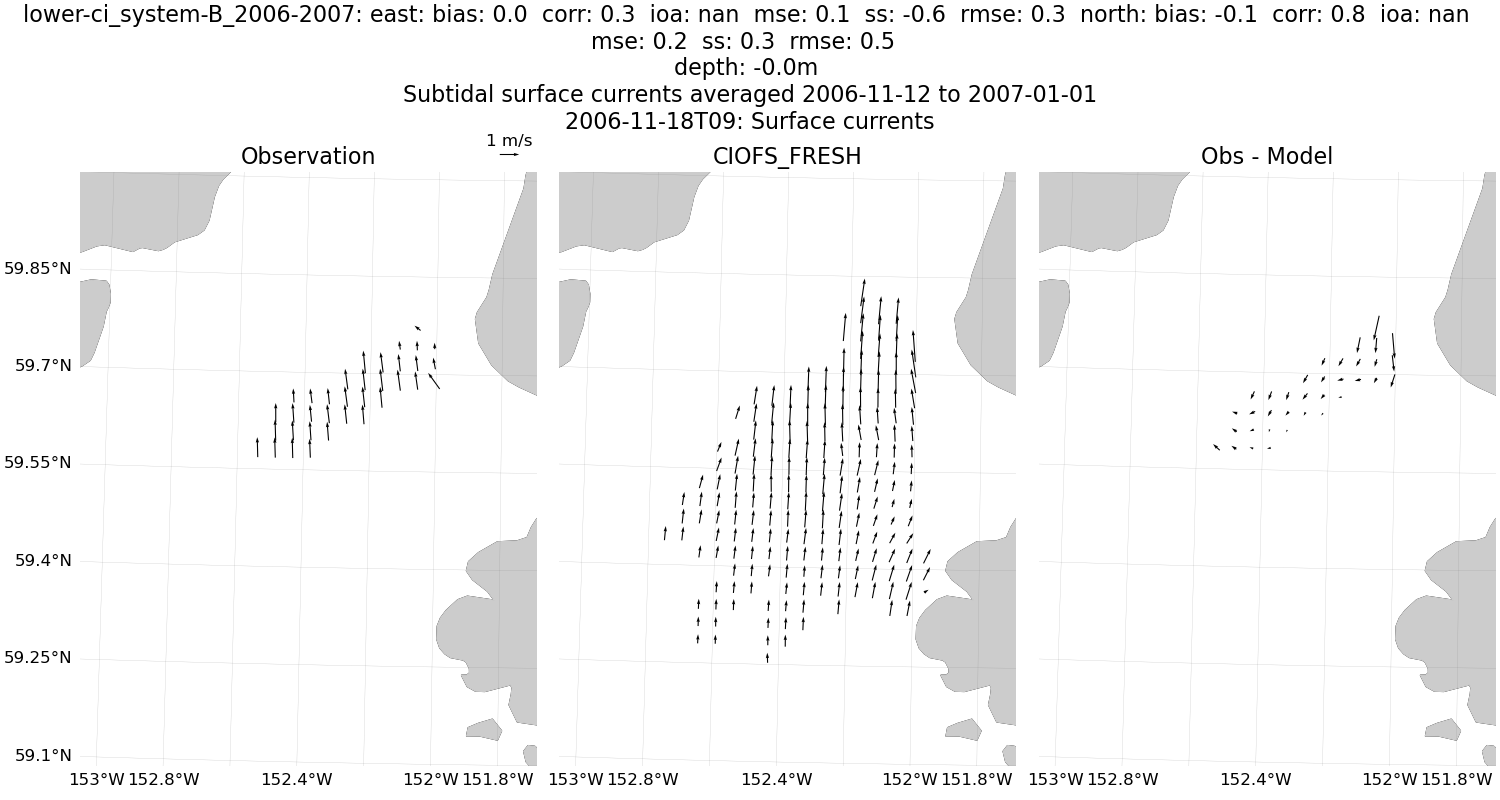 lower-ci_system-B_2006-2007: east: bias: 0.0  corr: 0.3  ioa: nan  mse: 0.1  ss: -0.6  rmse: 0.3  north: bias: -0.1  corr: 0.8  ioa: nan
mse: 0.2  ss: 0.3  rmse: 0.5
depth: -0.0m
Subtidal surface currents averaged 2006-11-12 to 2007-01-01
2006-11-18T09: Surface currents
1 m/s
Observation
CIOFS_FRESH
Obs - Model
59.85°N
59.7°N
59.55°N
59.4°N
59.25°N
59.1°N
153°W 152.8°W 152.4°W 152°W 151.8°W
153°W 152.8°W 152.4°W 152°W 151.8°W
153°W 152.8°W 152.4°W 152°W 151.8°W